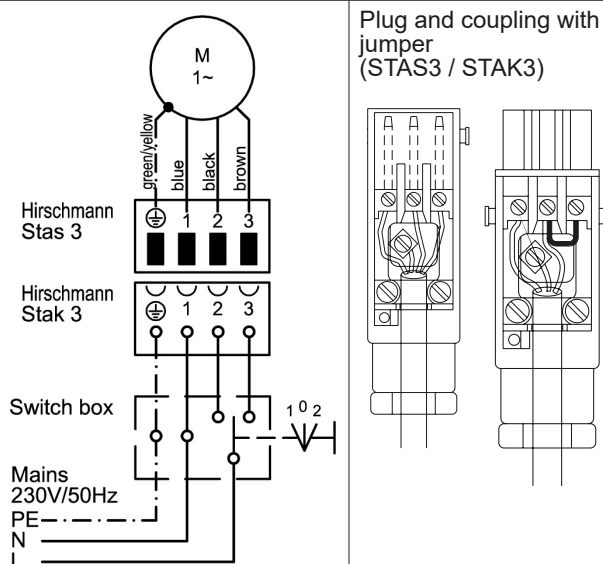 M
1~
green/yellow
blue
black
brown
Hirschmann
Stas 3
1 2 3
Hirschmann
Stak 3
1 2 3
Switch box
1 0 2
Mains
230V/50Hz
PE
N
L
Plug and coupling with
jumper
(STAS3 / STAK3)